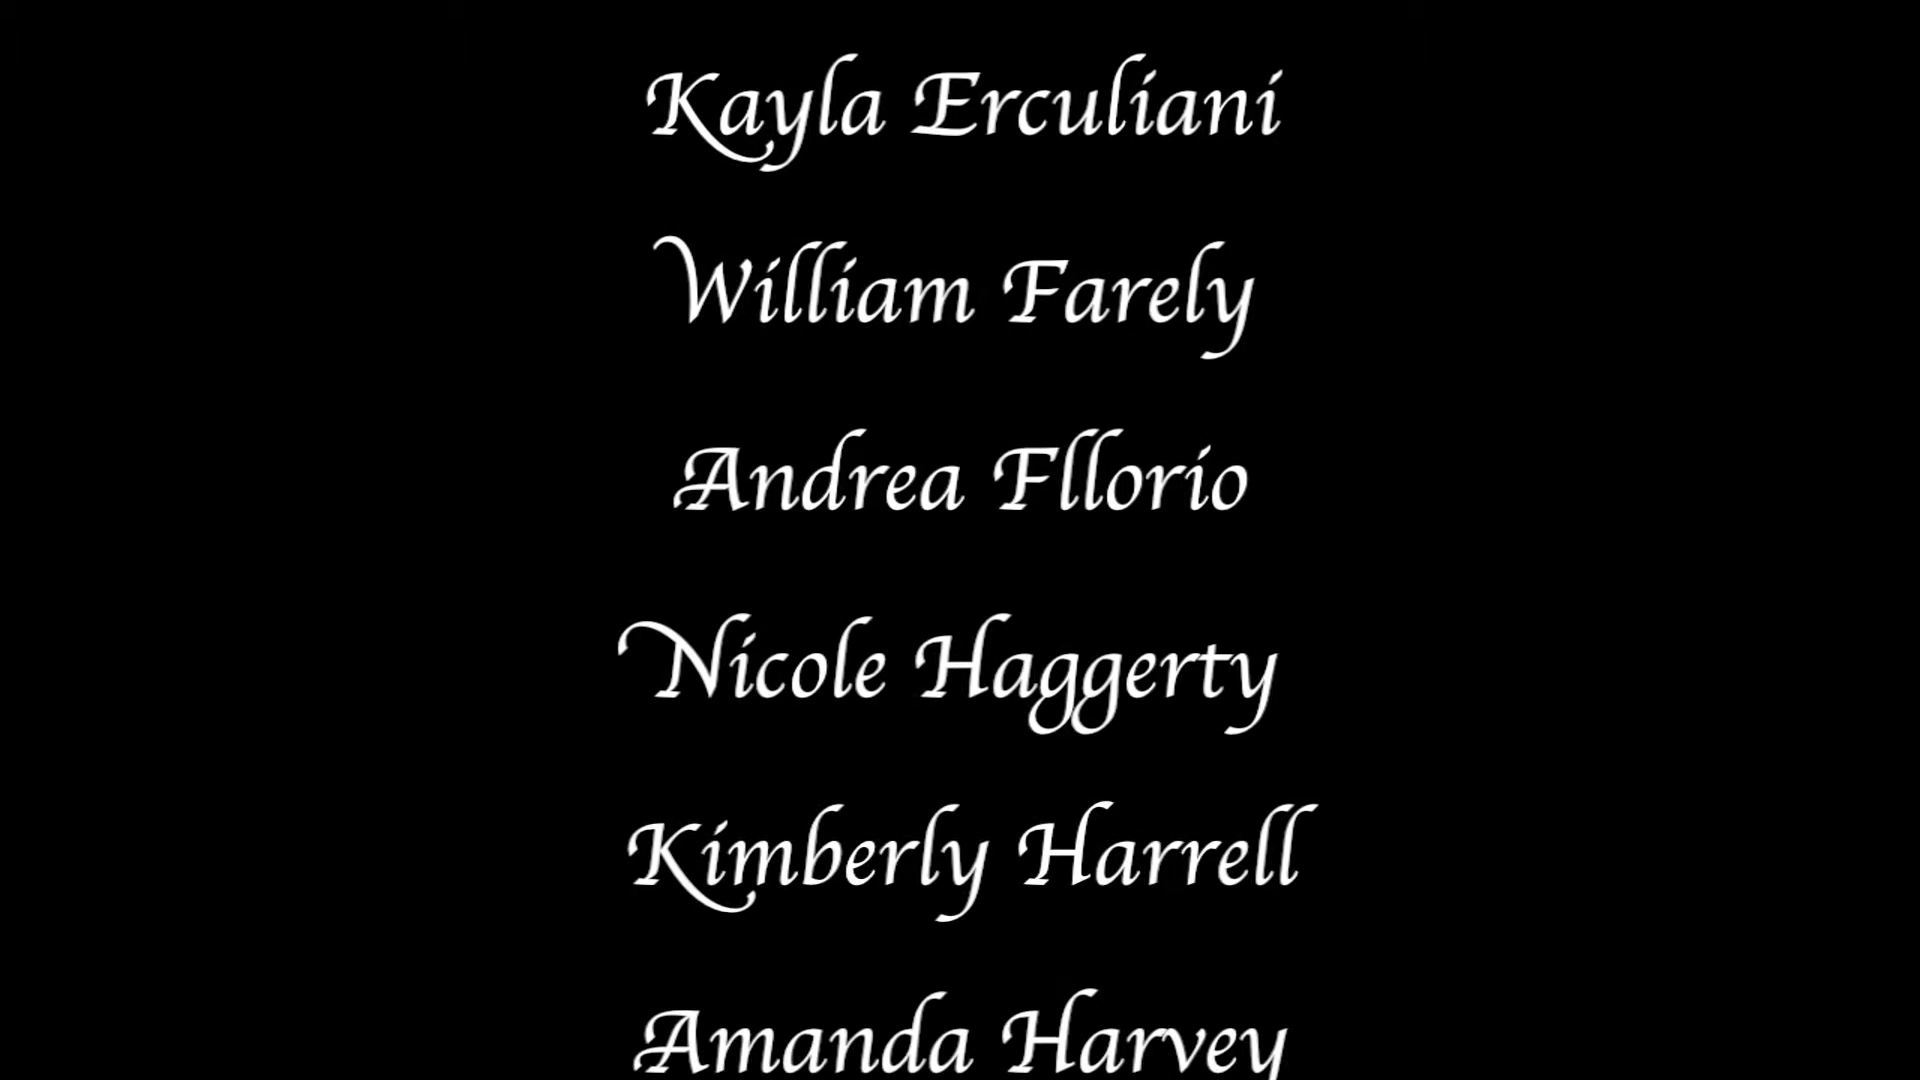 Kayla Erculiani
William Farely
Andrea Fllorio
Nicole Haggerty
Kimberly Harrell
Amanda Harvey